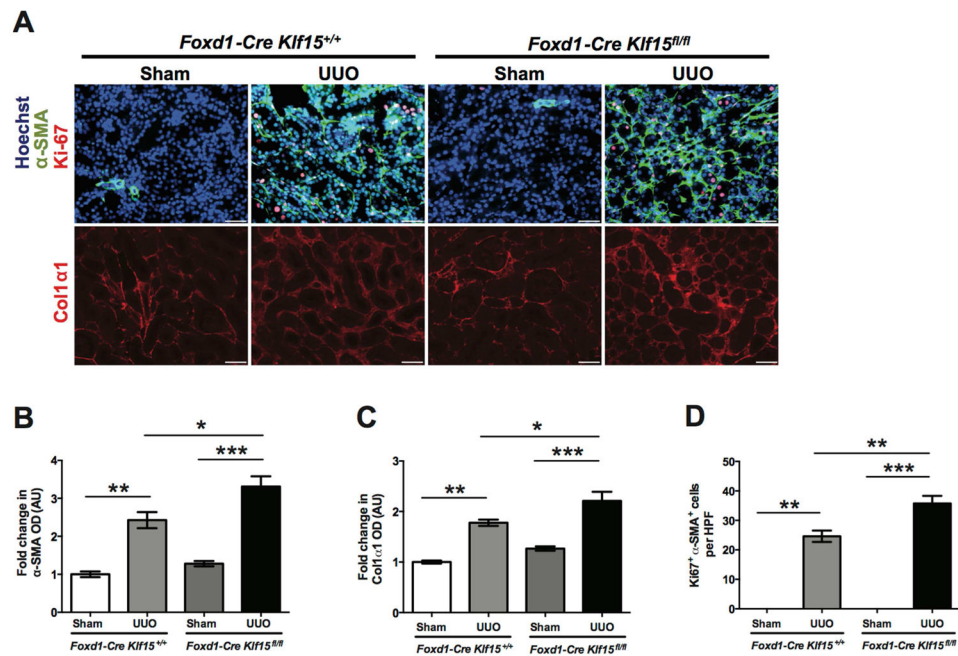 A
Foxd1-Cre Klf15+/+
Foxd1-Cre Klf15fl/fl
Sham
UUO
Sham
UUO
Hoechst
α-SMA
Ki-67
Col1α1
B
Fold change in
α-SMA OD (AU)
4
3
2
1
0
**
*
***
Sham
UUO
Sham
UUO
Foxd1-Cre Klf15+/+
Foxd1-Cre Klf15fl/fl
C
Fold change in
Col1α1 OD (AU)
3
2
1
0
**
*
***
Sham
UUO
Sham
UUO
Foxd1-Cre Klf15+/+
Foxd1-Cre Klf15fl/fl
D
Ki67+ α-SMA+ cells
per HPF
50
40
30
20
10
0
**
**
***
Sham
UUO
Sham
UUO
Foxd1-Cre Klf15+/+
Foxd1-Cre Klf15fl/fl